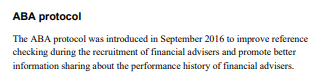 ABA protocol
The ABA protocol was introduced in September 2016 to improve reference
checking during the recruitment of financial advisers and promote better
information sharing about the performance history of financial advisers.